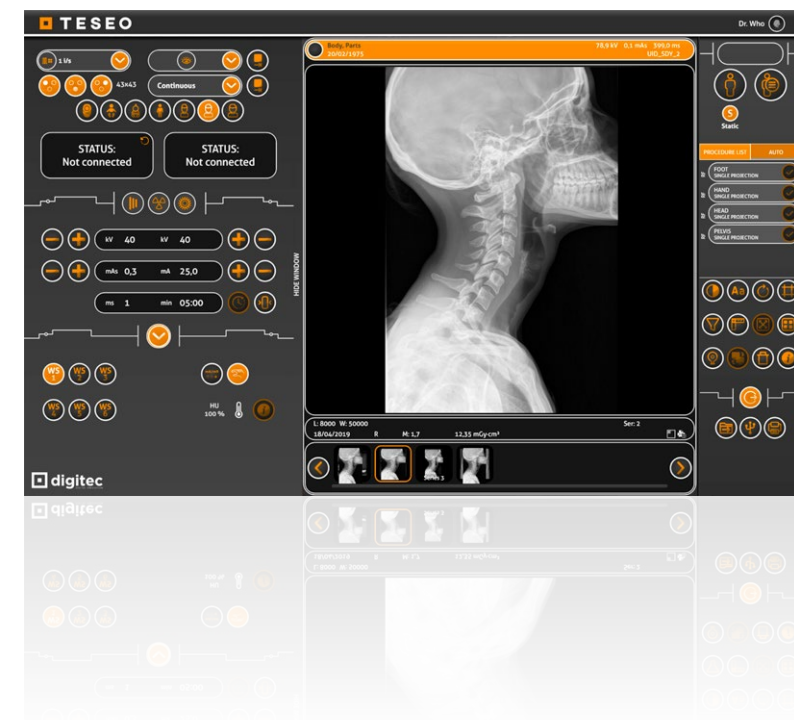 TESEO
Dr. Who
1 i/s
43x43
Continuous
STATUS:
Not connected
STATUS:
Not connected
kV 40 kV 40
mAs 0,3 mA 25,0
ms 1 min 05:00
WS
1
WS
2
WS
3
WS
4
WS
5
WS
6
HU
100 %
digitec
HIDE WINDOW
Body, Parts
20/02/1975
78,9 kV 0,1 mAs 399,0 ms
UID_SDY_2
L: 8000 W: 50000
Ser: 2
18/04/2019 R M: 1,7 12,35 mGy·cm²
Series 3
S
Static
PROCEDURE LIST AUTO
FOOT
SINGLE PROJECTION
HAND
SINGLE PROJECTION
HEAD
SINGLE PROJECTION
PELVIS
SINGLE PROJECTION
Aa